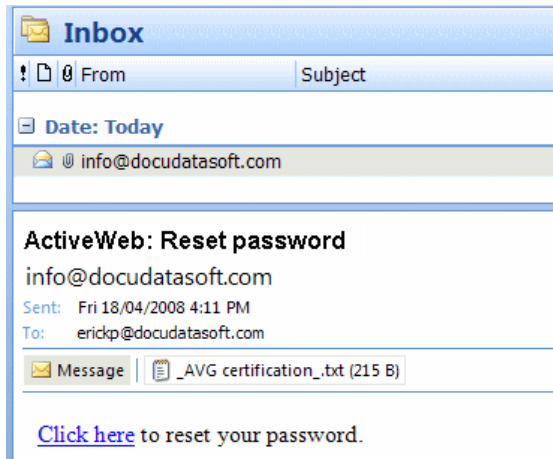 Inbox
! From Subject
Date: Today
info@docudatasoft.com
ActiveWeb: Reset password
info@docudatasoft.com
Sent: Fri 18/04/2008 4:11 PM
To: erickp@docudatasoft.com
Message _AVG certification_.txt (215 B)
Click here to reset your password.